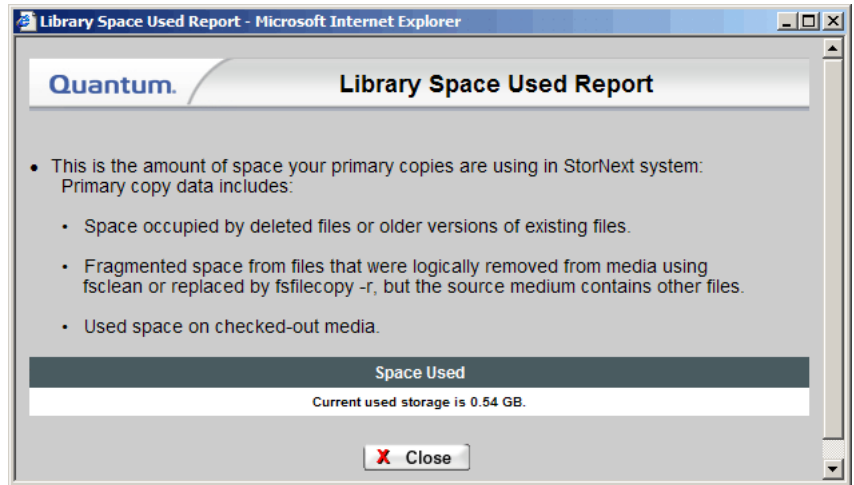 Library Space Used Report - Microsoft Internet Explorer
Quantum.
Library Space Used Report
• This is the amount of space your primary copies are using in StorNext system:
Primary copy data includes:
• Space occupied by deleted files or older versions of existing files.
• Fragmented space from files that were logically removed from media using
fsclean or replaced by fsfilecopy -r, but the source medium contains other files.
• Used space on checked-out media.
Space Used
Current used storage is 0.54 GB.
X Close